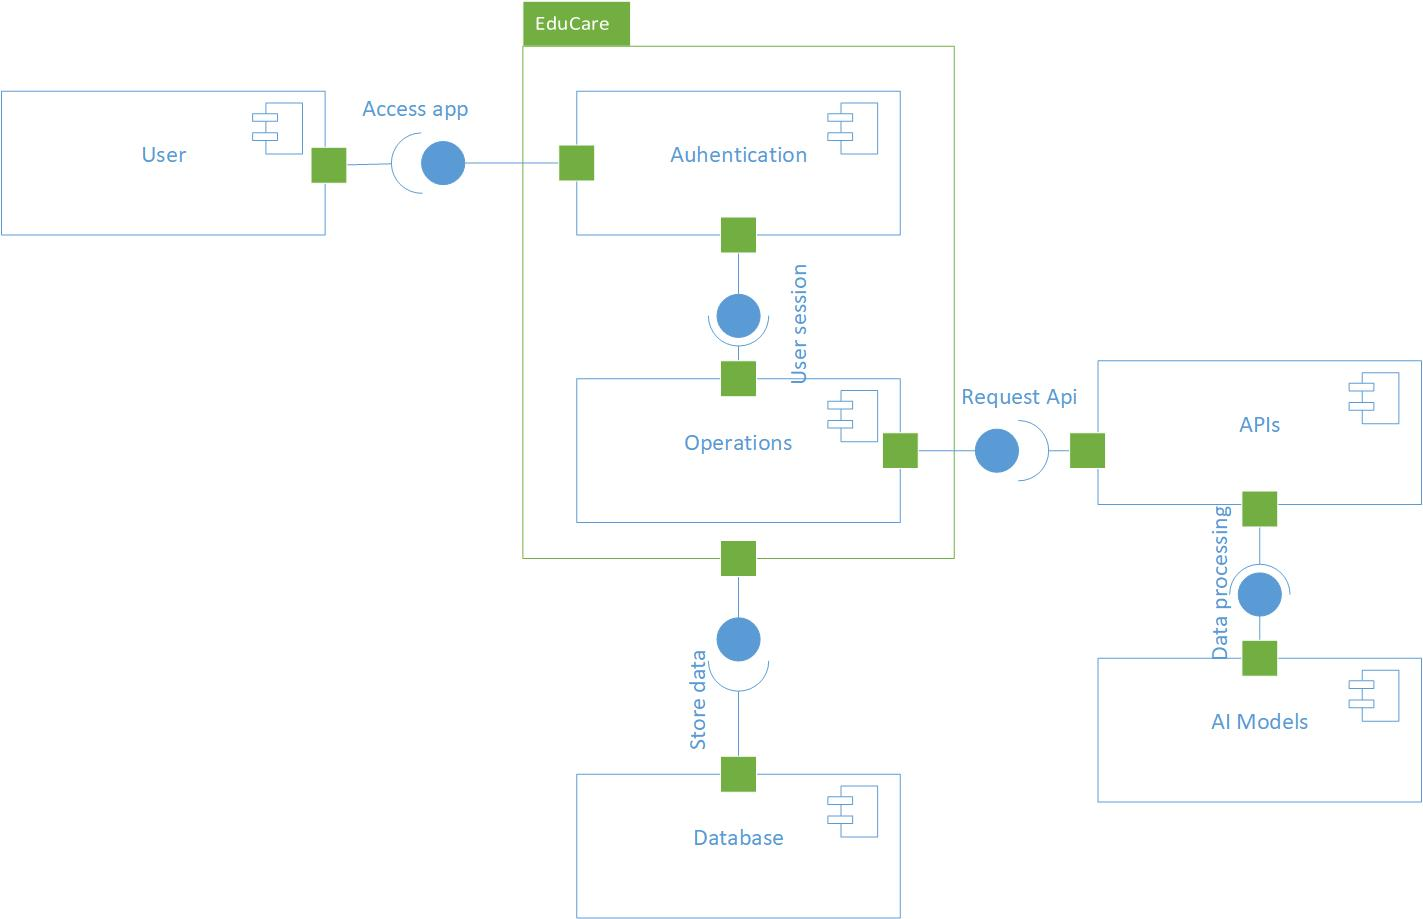 EduCare
Access app
User
Auhentication
User session
Operations
Request Api
APIs
Data processing
Store data
AI Models
Database